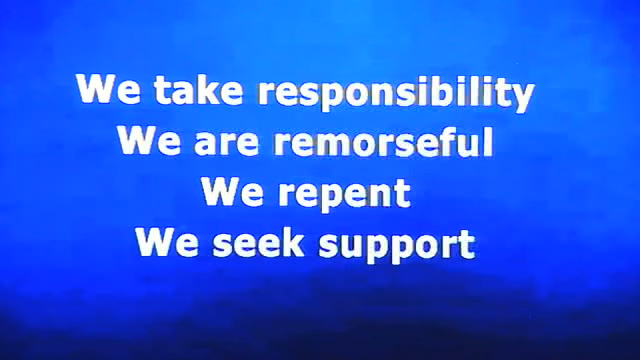 We take responsibility
We are remorseful
We repent
We seek support